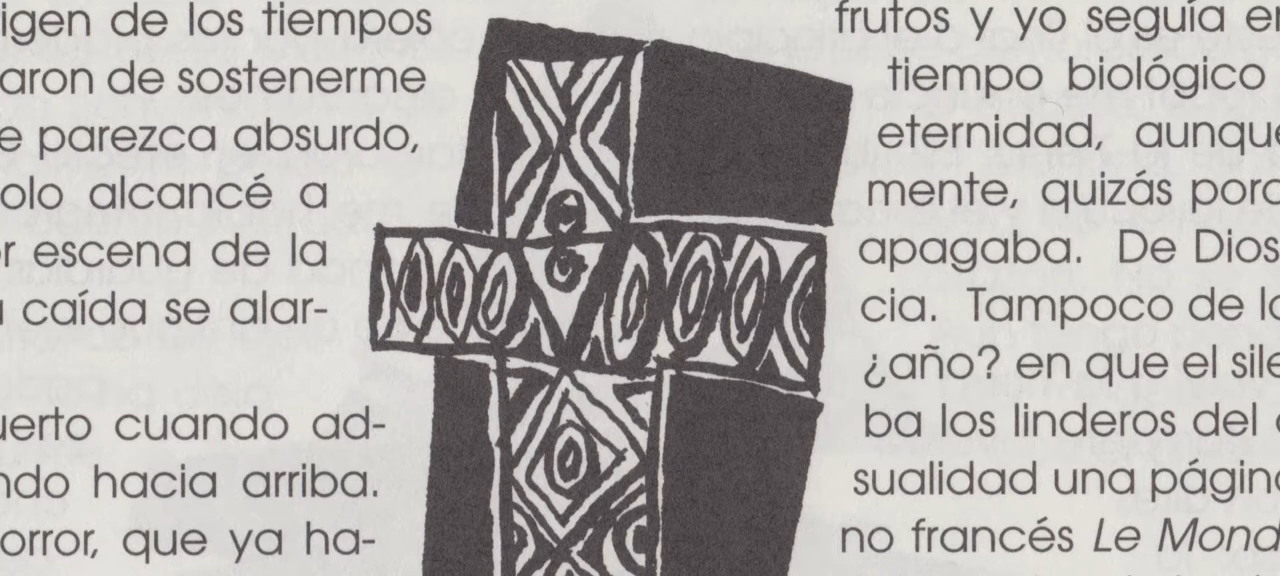 igen de los tiempos
aron de sostenerme
e parezca absurdo,
olo alcancé a
r escena de la
caída se alar-
uerto cuando ad-
ndo hacia arriba.
orror, que ya ha-
frutos y yo seguía en
tiempo biológico
eternidad, aunque
mente, quizás porq
apagaba. De Dios
cia. Tampoco de lo
¿año? en que el sile
ba los linderos del
sualidad una págin
no francés Le Mond